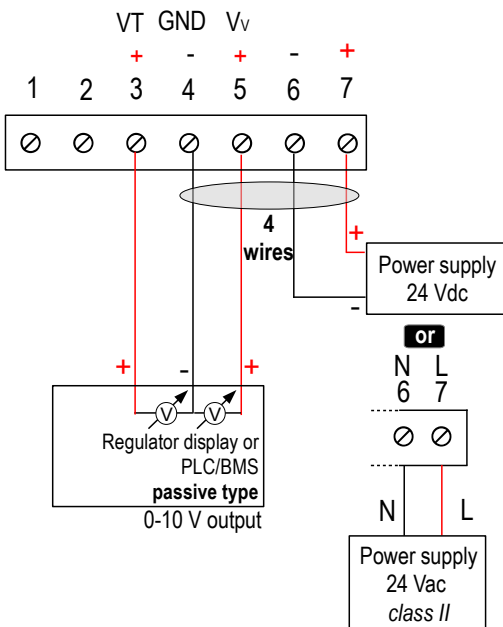 VT GND Vv
+ - + - +
1 2 3 4 5 6 7
4
wires
+
Power supply
24 Vdc
-
or
+ - +
N L
6 7
V V
Regulator display or
PLC/BMS
passive type
0-10 V output
N L
Power supply
24 Vac
class II